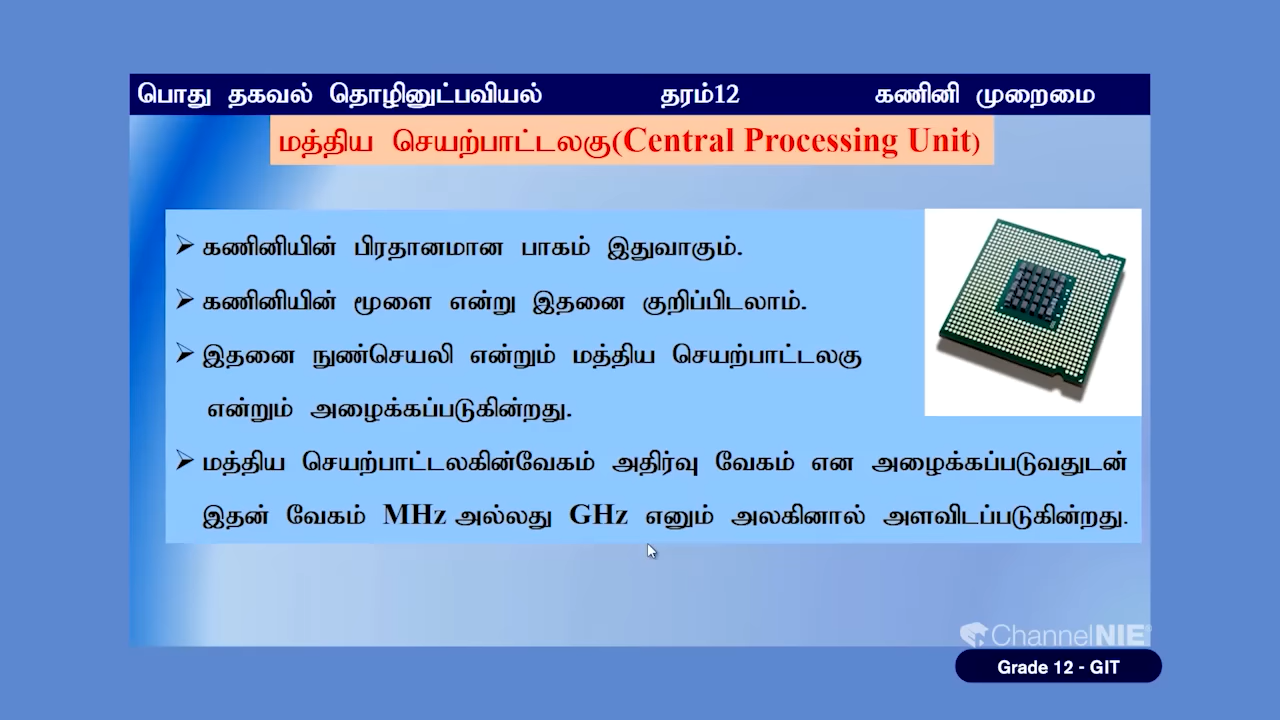 பொது தகவல் தொழினுட்பவியல் தரம்12 கணினி முறைமை
மத்திய செயற்பாட்டலகு(Central Processing Unit)
➢ கணினியின் பிரதானமான பாகம் இதுவாகும்.
➢ கணினியின் மூளை என்று இதனை குறிப்பிடலாம்.
➢ இதனை நுண்செயலி என்றும் மத்திய செயற்பாட்டலகு
என்றும் அழைக்கப்படுகின்றது.
➢ மத்திய செயற்பாட்டலகின்வேகம் அதிர்வு வேகம் என அழைக்கப்படுவதுடன்
இதன் வேகம் MHz அல்லது GHz எனும் அலகினால் அளவிடப்படுகின்றது.
ChannelNIE
Grade 12 - GIT